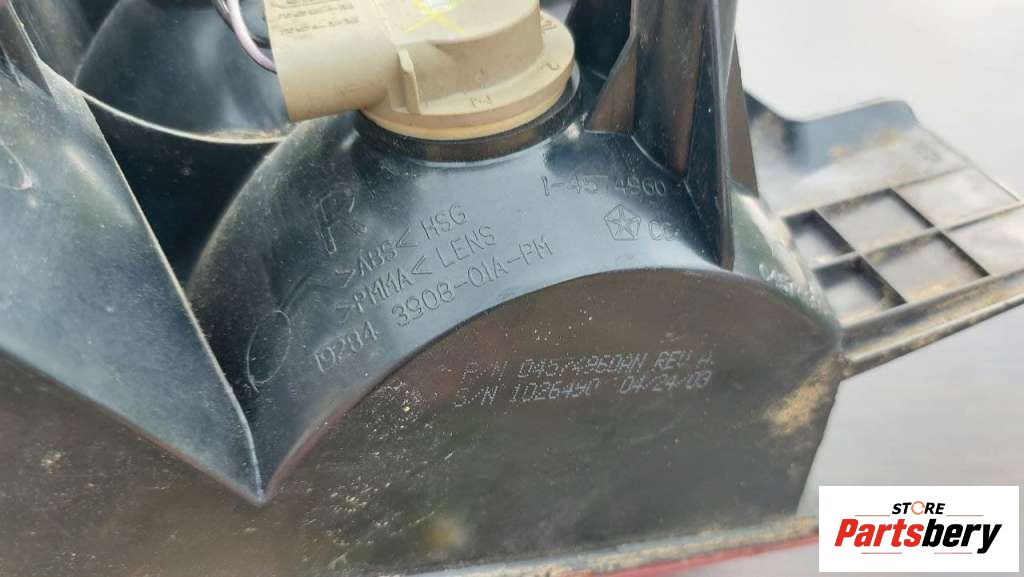 R
1-4574960
>ABS< HSG
>PMMA< LENS
19284 3908-01A-PM
P/N 04574960AN REV A
S/N 1026490 04/24/03
STORE
Partsbery